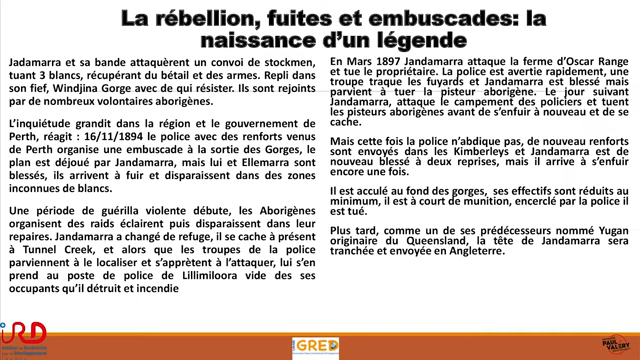 La rébellion, fuites et embuscades: la
naissance d'un légende
Jadamarra et sa bande attaquèrent un convoi de stockmen,
tuant 3 blancs, récupérant du bétail et des armes. Repli dans
son fief, Windjina Gorge avec de qui résister. Ils sont rejoints
par de nombreux volontaires aborigènes.
L'inquiétude grandit dans la région et le gouvernement de
Perth, réagit : 16/11/1894 le police avec des renforts venus
de Perth organise une embuscade à la sortie des Gorges, le
plan est déjoué par Jandamarra, mais lui et Ellemarra sont
blessés, ils arrivent à fuir et disparaissent dans des zones
inconnues de blancs.
Une période de guérilla violente débute, les Aborigènes
organisent des raids éclairent puis disparaissent dans leur
repaires. Jandamarra a changé de refuge, il se cache à présent
à Tunnel Creek, et alors que les troupes de la police
parviennent à le localiser et s'apprètent à l'attaquer, lui s'en
prend au poste de police de Lillimiloora vide des ses
occupants qu'il détruit et incendie
En Mars 1897 Jandamarra attaque la ferme d'Oscar Range
et tue le propriétaire. La police est avertie rapidement, une
troupe traque les fuyards et Jandamarra est blessé mais
parvient à tuer la pisteur aborigène. Le jour suivant
Jandamarra, attaque le campement des policiers et tuent
les pisteurs aborigènes avant de s'enfuir à nouveau et de se
cache.
Mais cette fois la police n'abdique pas, de nouveau renforts
son envoyés dans les Kimberleys et Jandamarra est de
nouveau blessé à deux reprises, mais il arrive à s'enfuir
encore une fois.
Il est acculé au fond des gorges, ses effectifs sont réduits au
minimum, il est à court de munition, encerclé par la police il
est tué.
Plus tard, comme un de ses prédécesseurs nommé Yugan
originaire du Queensland, la tête de Jandamarra sera
tranchée et envoyée en Angleterre.
IRD
GRED
PAUL
VALÉRY